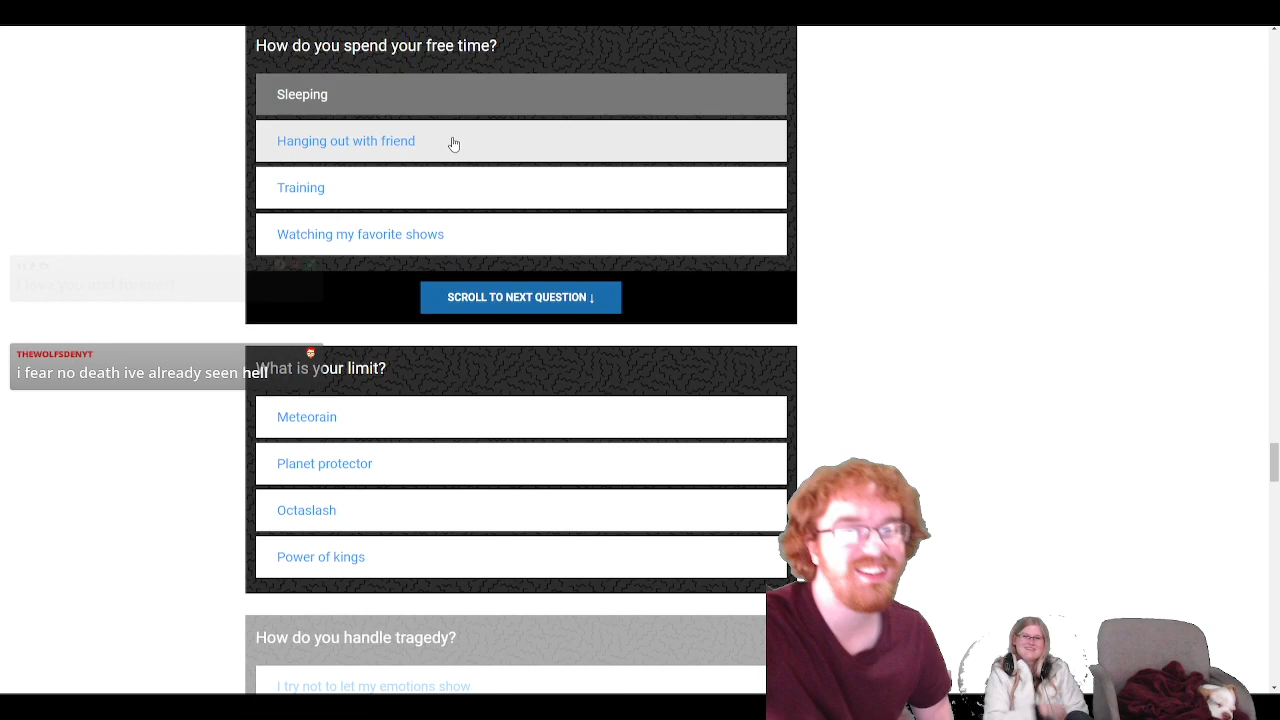 How do you spend your free time?
Sleeping
Hanging out with friend
Training
Watching my favorite shows
SCROLL TO NEXT QUESTION ↓
THEWOLFSDENYT
i fear no death ive already seen hell
What is your limit?
Meteorain
Planet protector
Octaslash
Power of kings
How do you handle tragedy?
I try not to let my emotions show